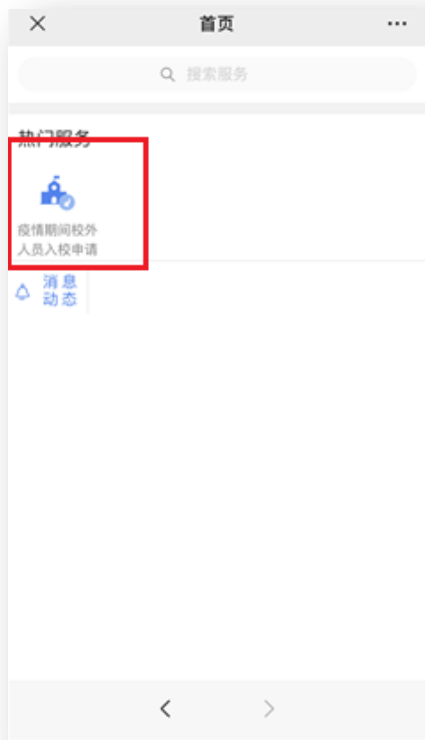 首页
搜索服务
热门服务
疫情期间校外
人员入校申请
消息
动态